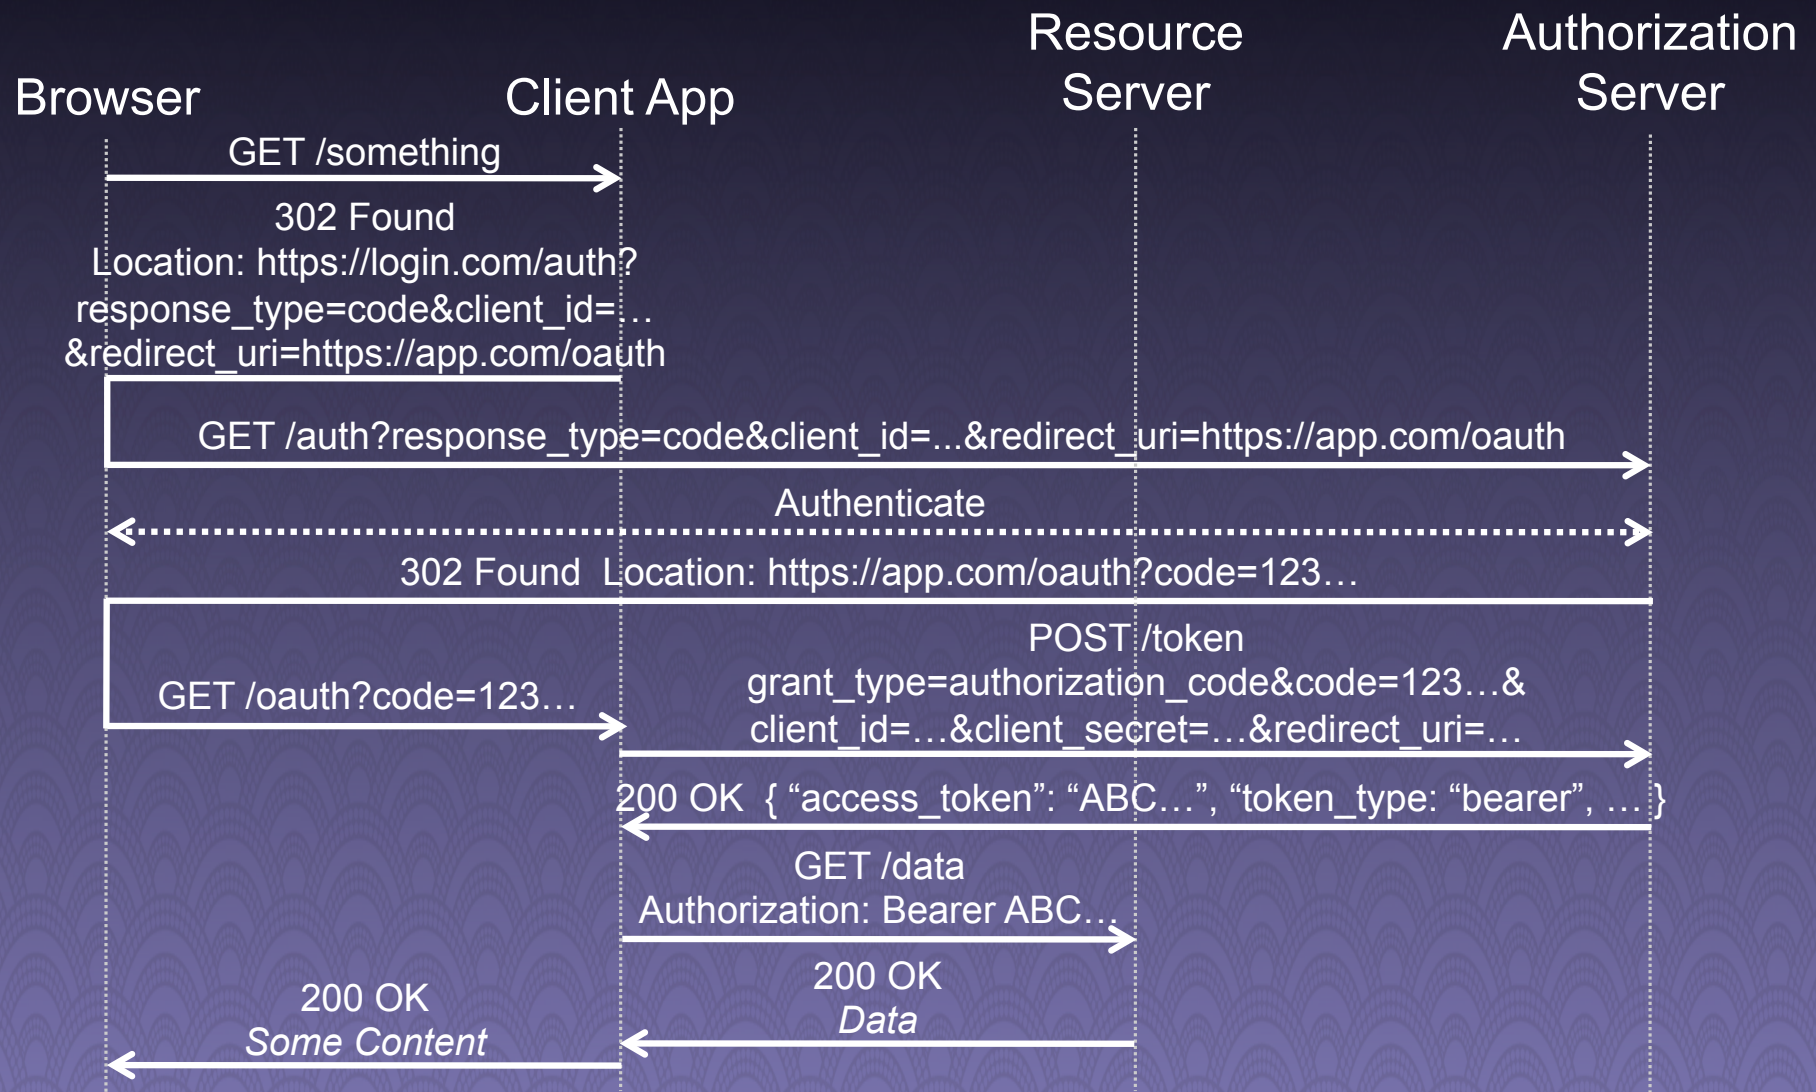 Browser
Client App
Resource
Server
Authorization
Server
GET /something
302 Found
Location: https://login.com/auth?
response_type=code&client_id=…
&redirect_uri=https://app.com/oauth
GET /auth?response_type=code&client_id=...&redirect_uri=https://app.com/oauth
Authenticate
302 Found  Location: https://app.com/oauth?code=123…
GET /oauth?code=123…
POST /token
grant_type=authorization_code&code=123…&
client_id=…&client_secret=…&redirect_uri=…
200 OK  { “access_token”: “ABC…”, “token_type: “bearer”, … }
GET /data
Authorization: Bearer ABC…
200 OK
Data
200 OK
Some Content